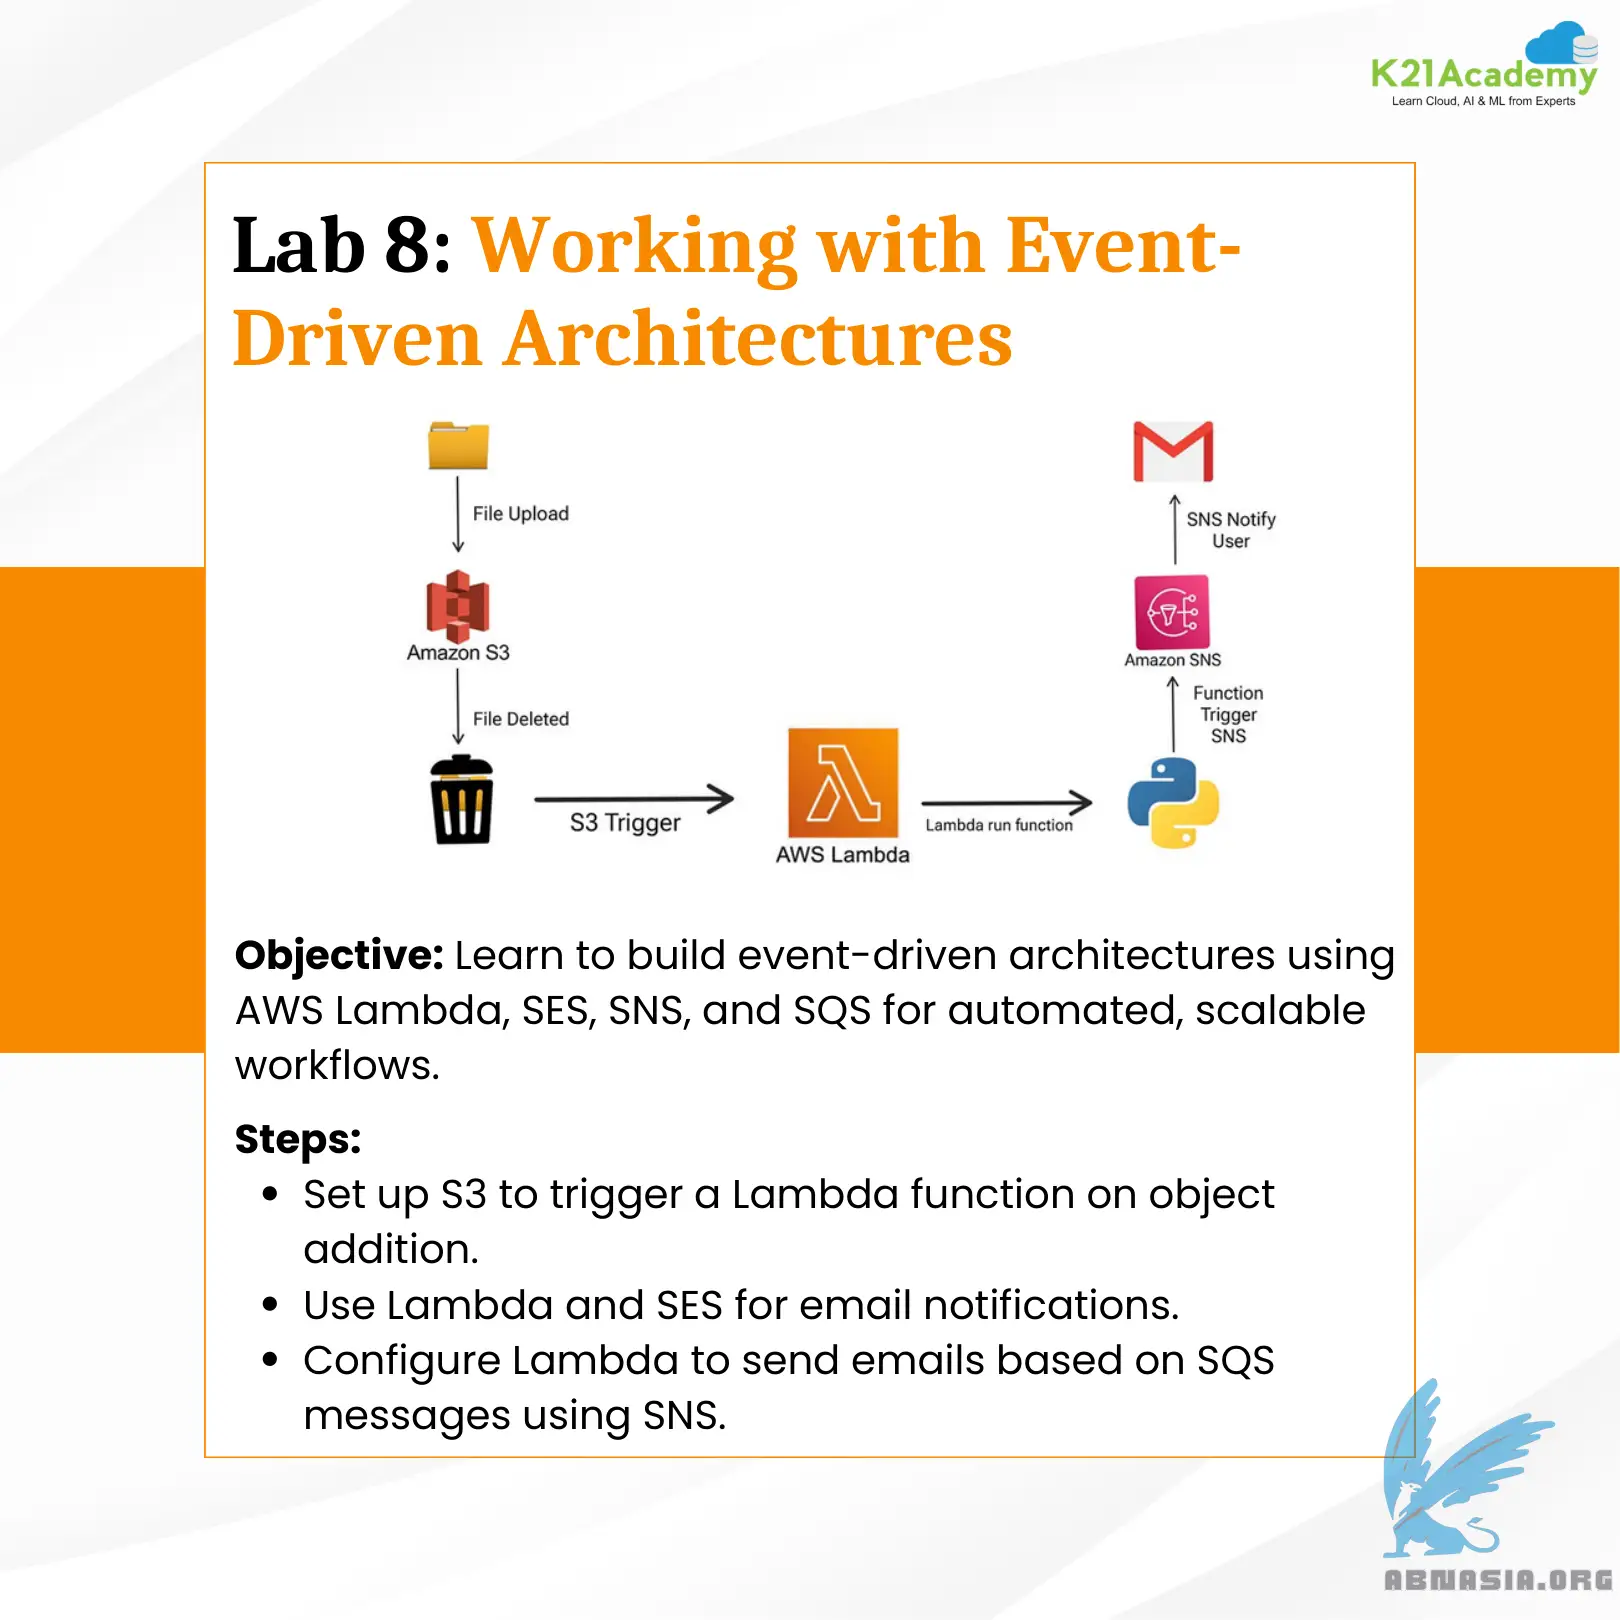 K21Academy
Learn Cloud, AI & ML from Experts
Lab 8: Working with Event-
Driven Architectures
File Upload
Amazon S3
File Deleted
S3 Trigger
AWS Lambda
Lambda run function
SNS Notify
User
Amazon SNS
Function
Trigger
SNS
Objective: Learn to build event-driven architectures using
AWS Lambda, SES, SNS, and SQS for automated, scalable
workflows.
Steps:
• Set up S3 to trigger a Lambda function on object
addition.
• Use Lambda and SES for email notifications.
• Configure Lambda to send emails based on SQS
messages using SNS.
ABNASIA.ORG